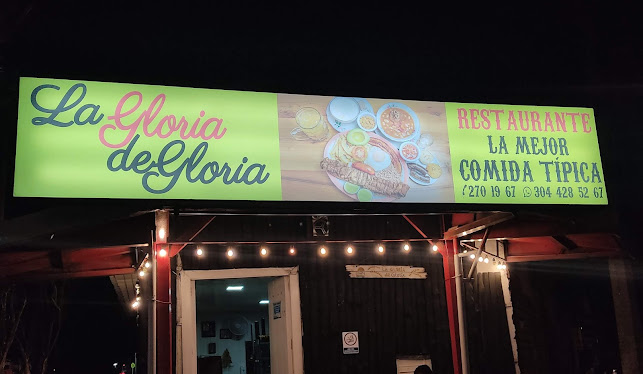 La Gloria
de Gloria
RESTAURANTE
LA MEJOR
COMIDA TÍPICA
270 19 67 304 428 52 67